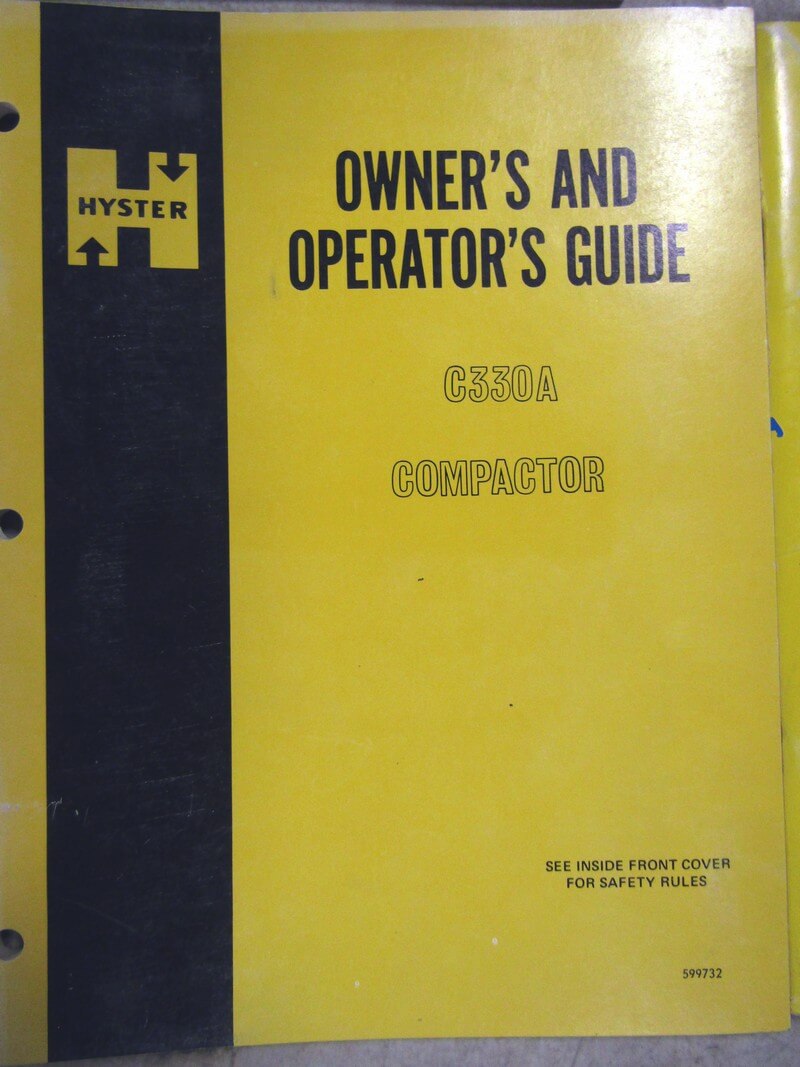 HYSTER
OWNER'S AND
OPERATOR'S GUIDE
C330A
COMPACTOR
SEE INSIDE FRONT COVER
FOR SAFETY RULES
599732